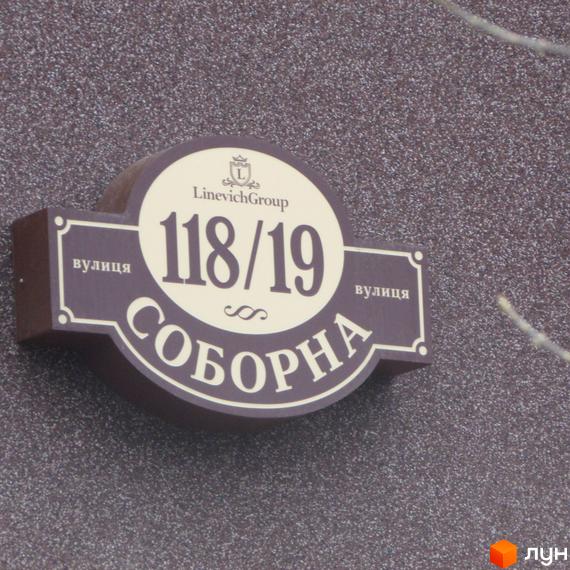 L
LinevichGroup
118/19
вулиця
вулиця
СОБОРНА
лун